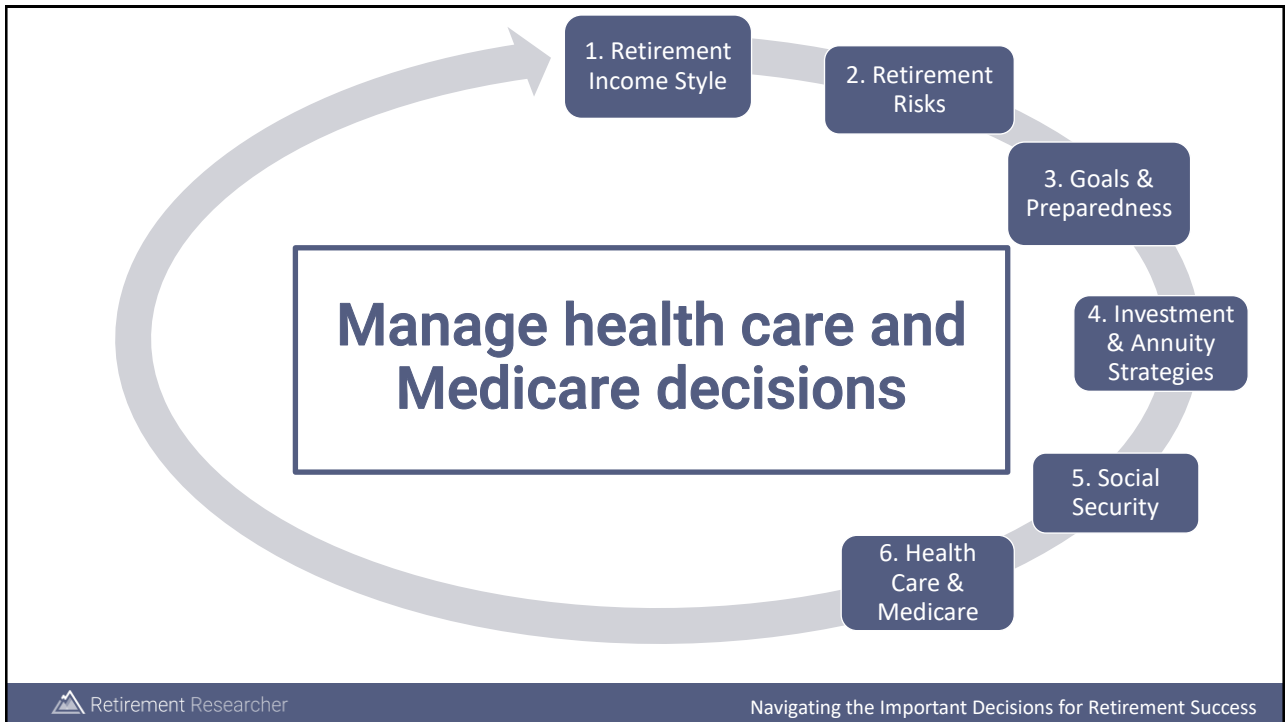 1. Retirement
Income Style
2. Retirement
Risks
3. Goals &
Preparedness
Manage health care and
Medicare decisions
4. Investment
& Annuity
Strategies
5. Social
Security
6. Health
Care &
Medicare
Retirement Researcher
Navigating the Important Decisions for Retirement Success